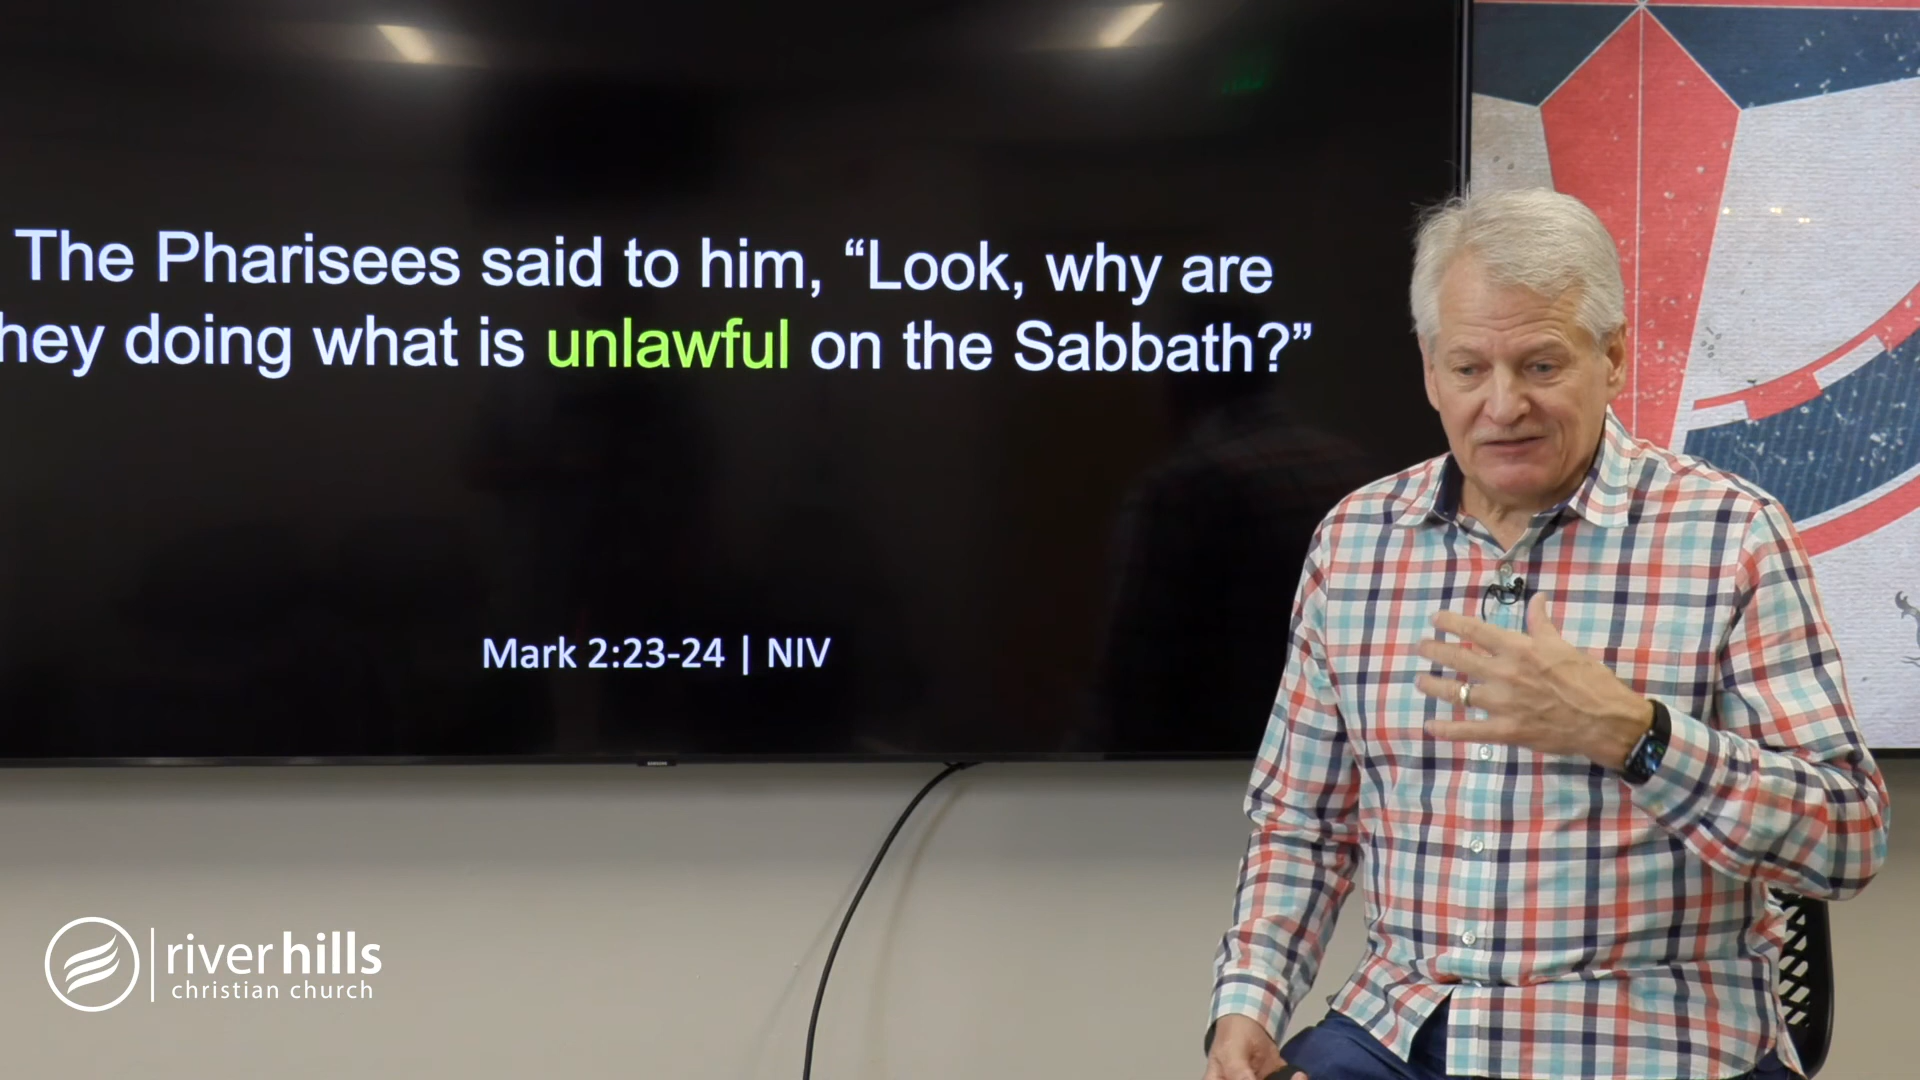 The Pharisees said to him, “Look, why are
hey doing what is unlawful on the Sabbath?”
Mark 2:23-24 | NIV
SAMSUNG
river hills
christian church